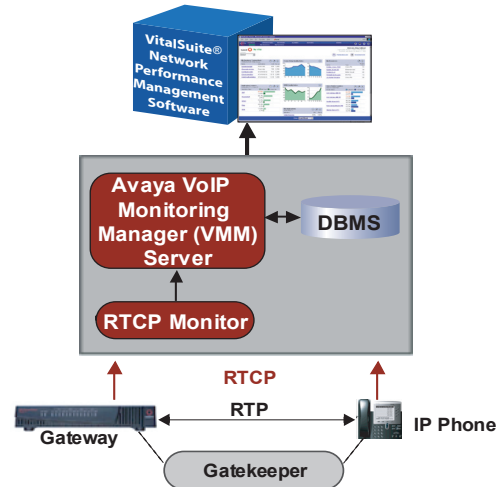 VitalSuite®
Network
Performance
Management
Software
Avaya VoIP
Monitoring
Manager (VMM)
Server
DBMS
RTCP Monitor
RTCP
RTP
Gateway
IP Phone
Gatekeeper